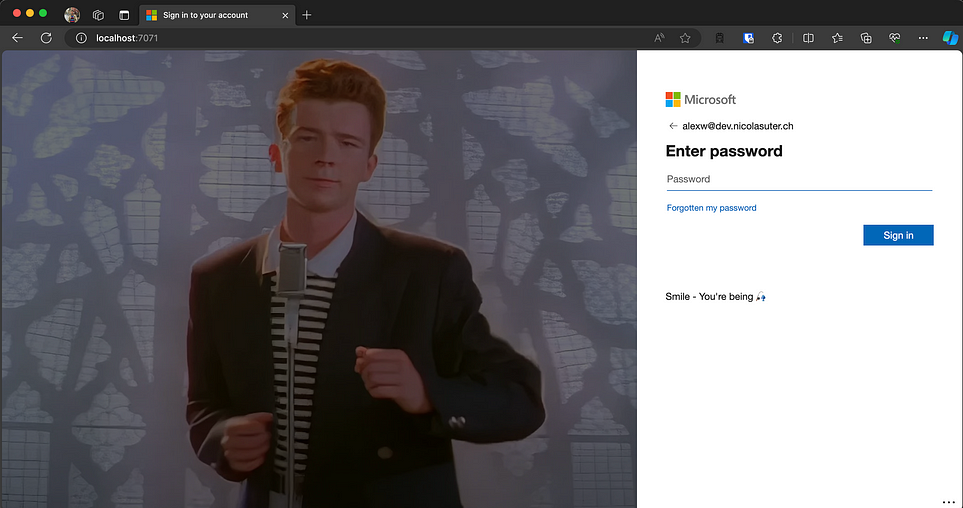 Sign in to your account
localhost:7071
Microsoft
alexw@dev.nicolasuter.ch
Enter password
Password
Forgotten my password
Sign in
Smile - You're being 🎣